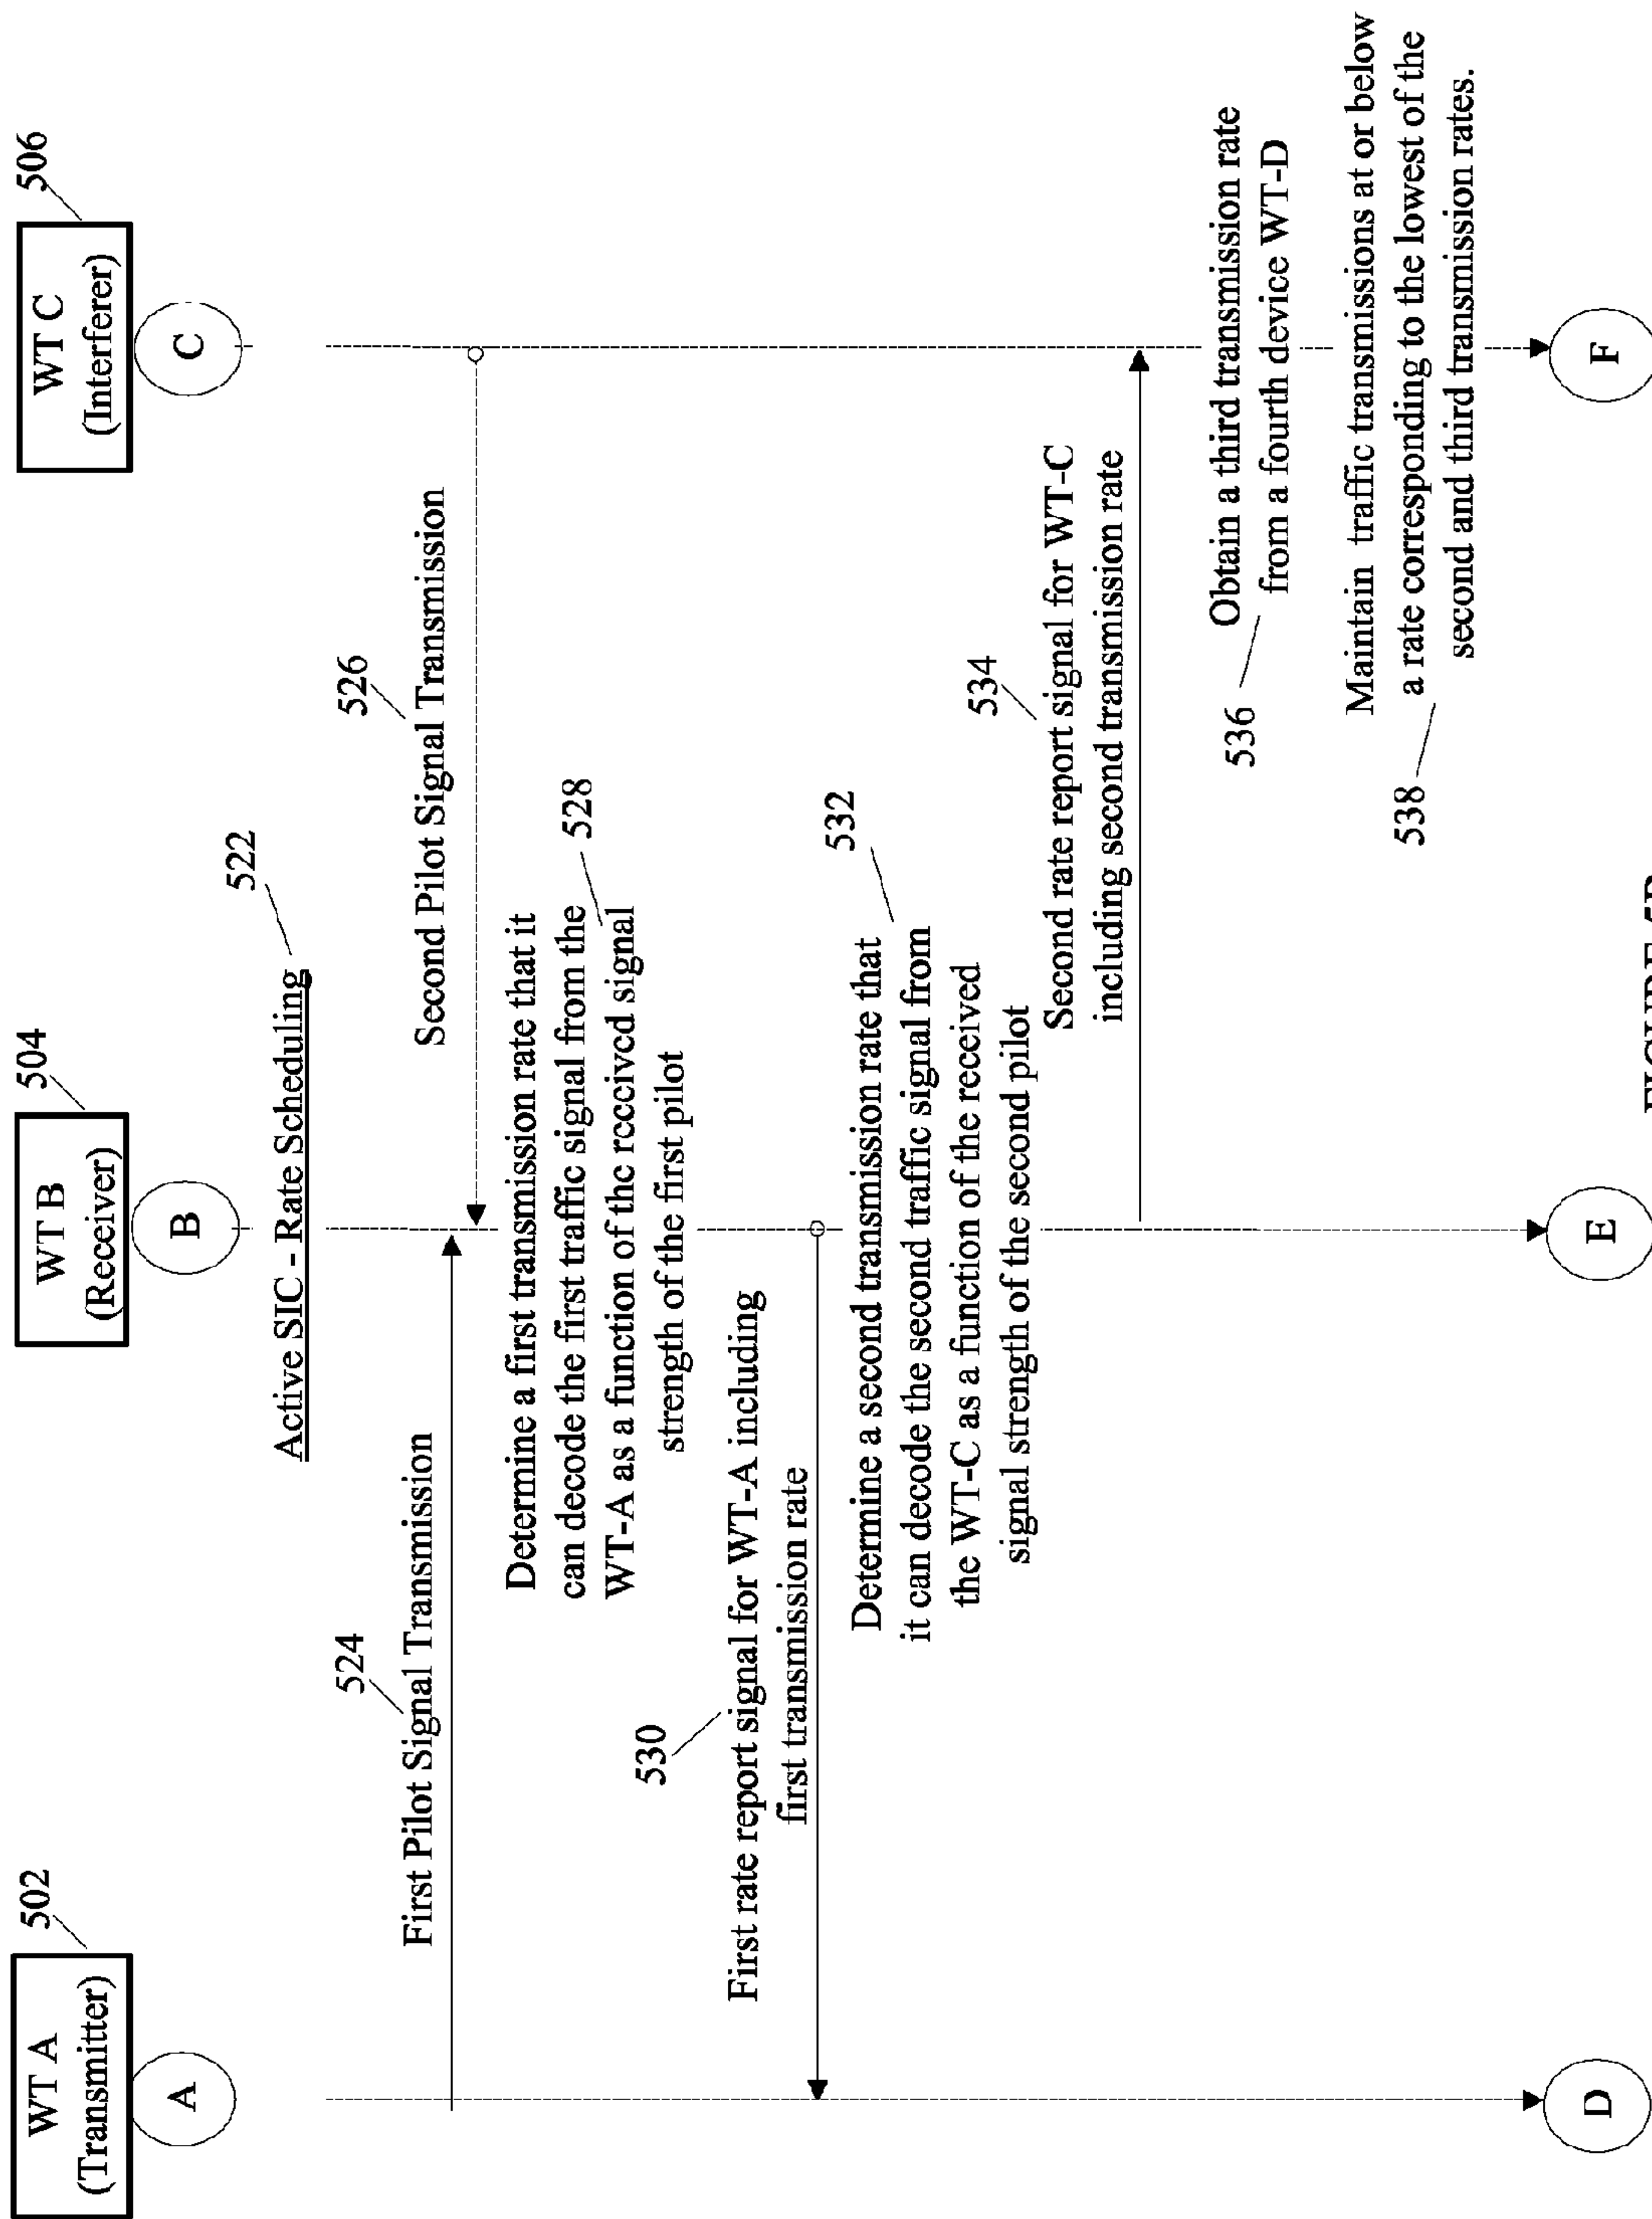 WT A
(Transmitter)
502
A
WT B
(Receiver)
504
B
WT C
(Interferer)
506
C
Active SIC - Rate Scheduling
522
524
First Pilot Signal Transmission
526
Second Pilot Signal Transmission
Determine a first transmission rate that it
can decode the first traffic signal from the
WT-A as a function of the received signal
strength of the first pilot
528
530
First rate report signal for WT-A including
first transmission rate
532
Determine a second transmission rate that
it can decode the second traffic signal from
the WT-C as a function of the received
signal strength of the second pilot
534
Second rate report signal for WT-C
including second transmission rate
536
Obtain a third transmission rate
from a fourth device WT-D
538
Maintain traffic transmissions at or below
a rate corresponding to the lowest of the
second and third transmission rates.
D
E
F
FIGURE